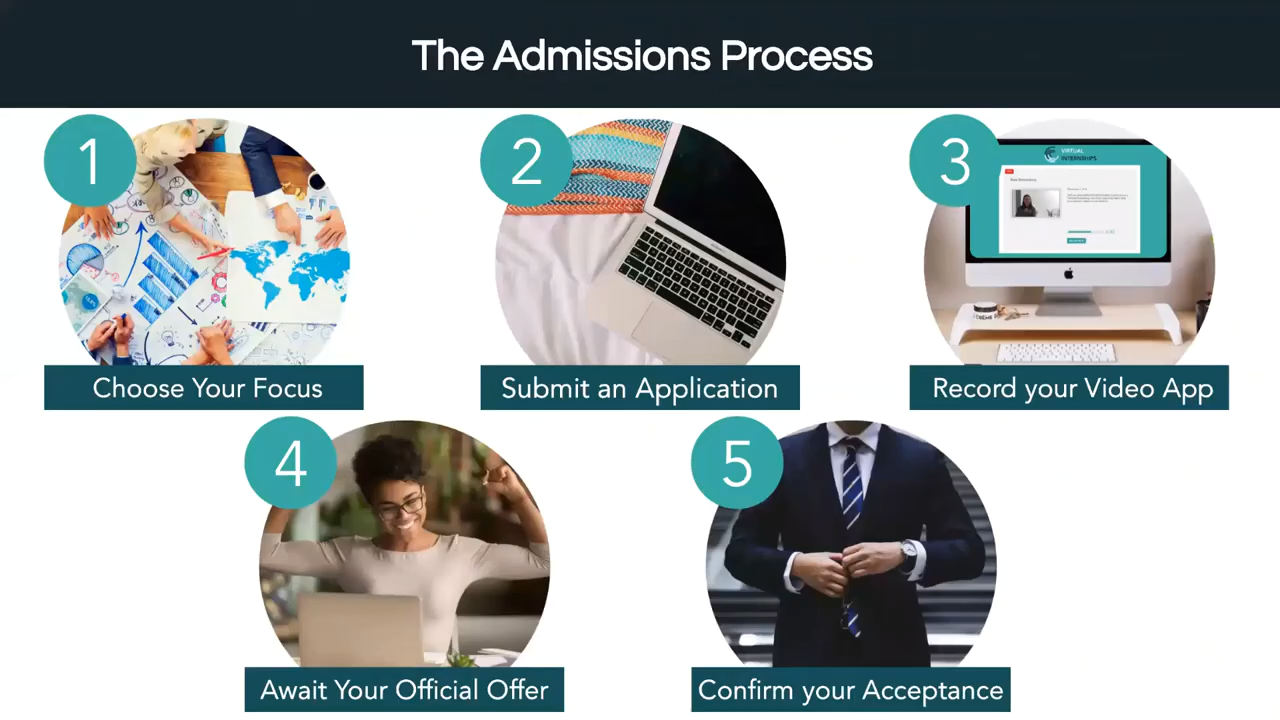 The Admissions Process
1
Choose Your Focus
2
Submit an Application
3
VIRTUAL
INTERNSHIPS
Record your Video App
4
Await Your Official Offer
5
Confirm your Acceptance